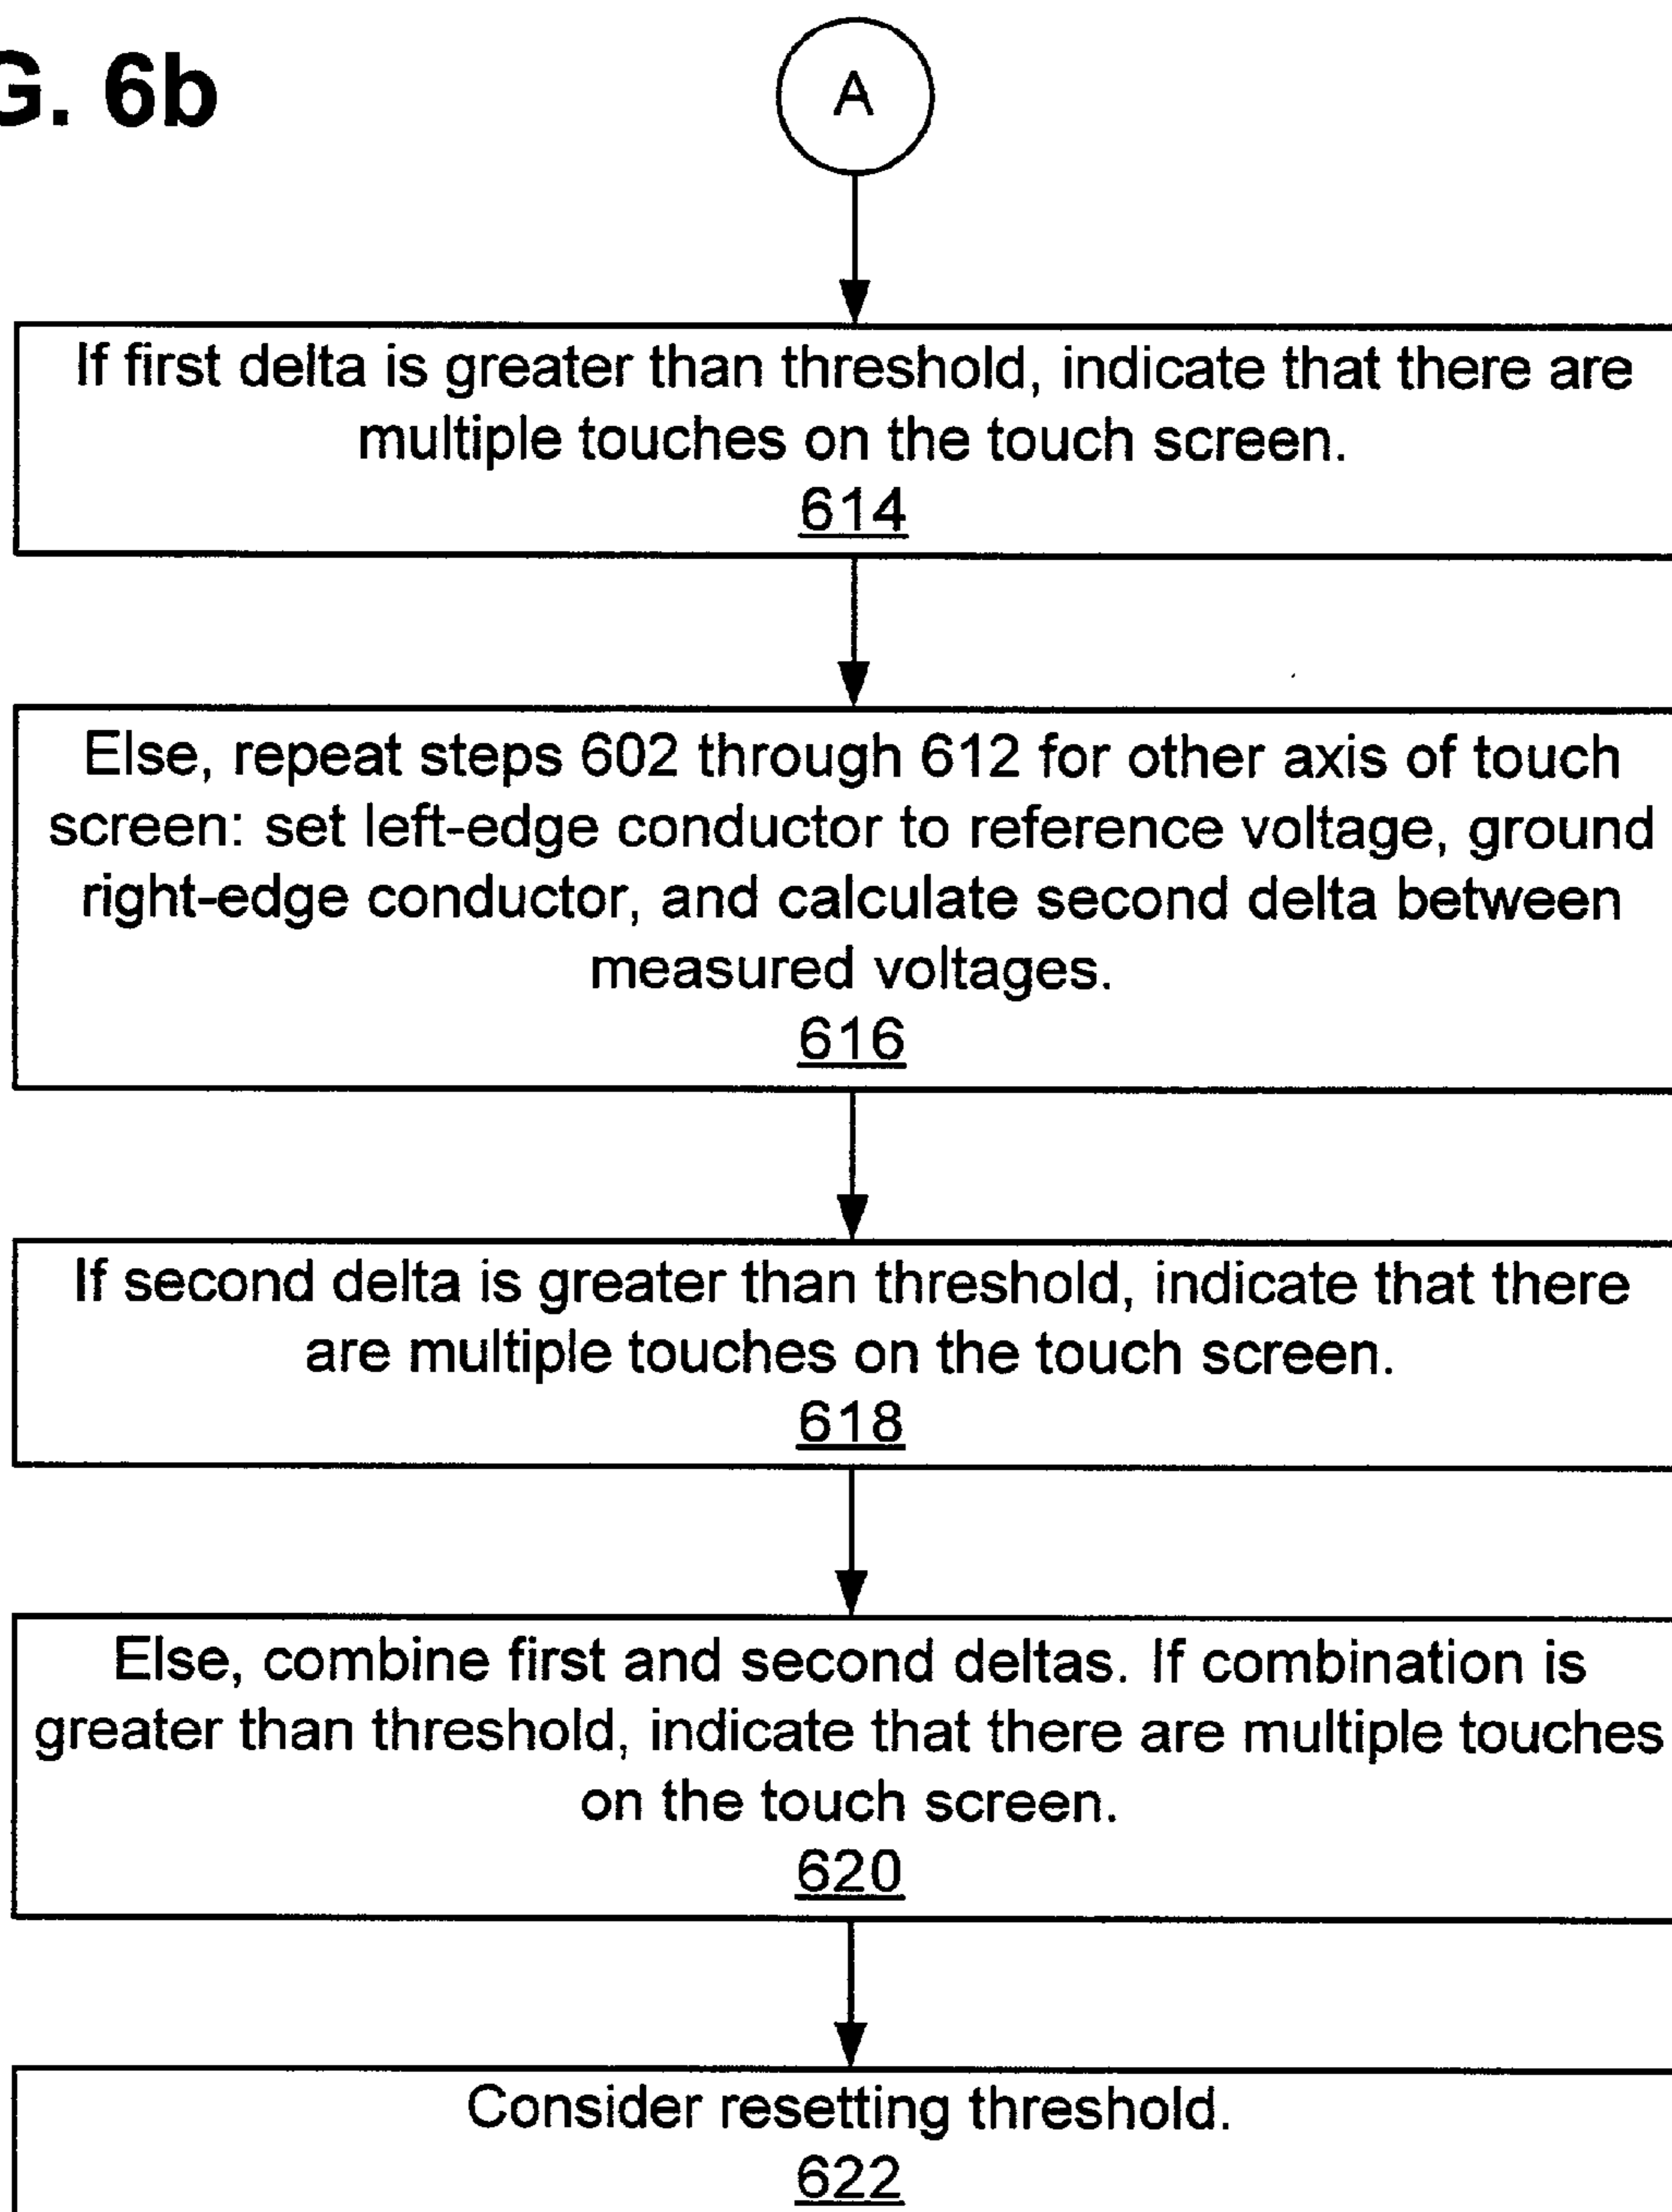 G. 6b
A
If first delta is greater than threshold, indicate that there are
multiple touches on the touch screen.
614
Else, repeat steps 602 through 612 for other axis of touch
screen: set left-edge conductor to reference voltage, ground
right-edge conductor, and calculate second delta between
measured voltages.
616
If second delta is greater than threshold, indicate that there
are multiple touches on the touch screen.
618
Else, combine first and second deltas. If combination is
greater than threshold, indicate that there are multiple touches
on the touch screen.
620
Consider resetting threshold.
622